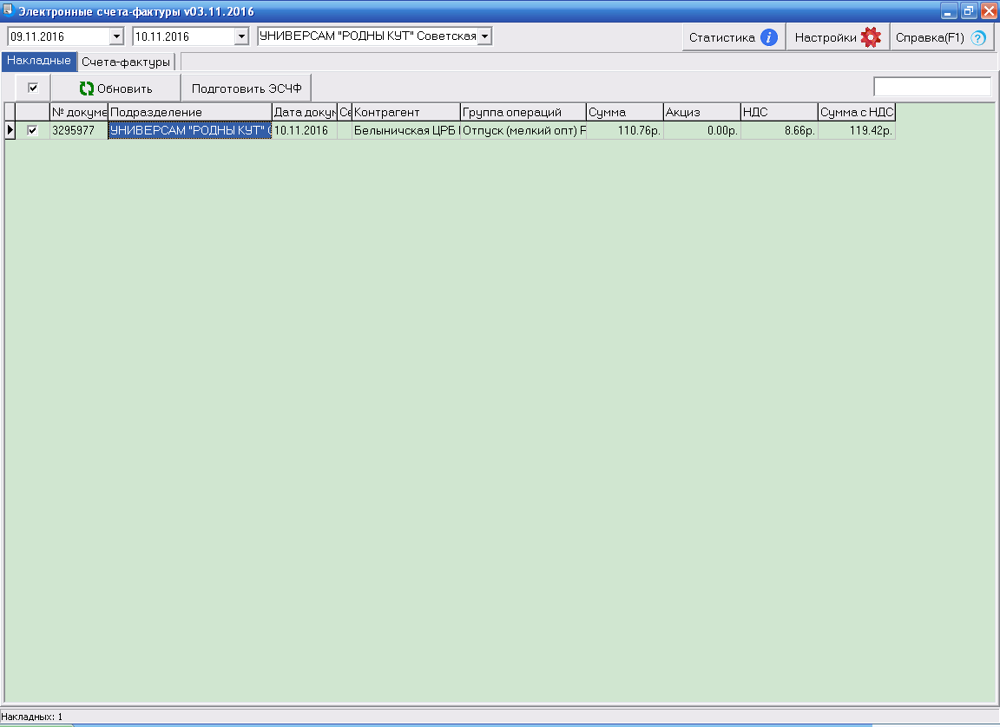 Электронные счета-фактуры v03.11.2016
09.11.2016 10.11.2016 УНИВЕРСАМ "РОДНЫ КУТ" Советская Статистика Настройки Справка(F1)
Накладные Счета-фактуры
Обновить Подготовить ЭСЧФ
№ докуме Подразделение Дата докум Се Контрагент Группа операций Сумма Акциз НДС Сумма с НДС
3295977 УНИВЕРСАМ "РОДНЫ КУТ" 10.11.2016 Белыничская ЦРБ Отпуск (мелкий опт) 110.76р. 0.00р. 8.66р. 119.42р.
Накладных: 1